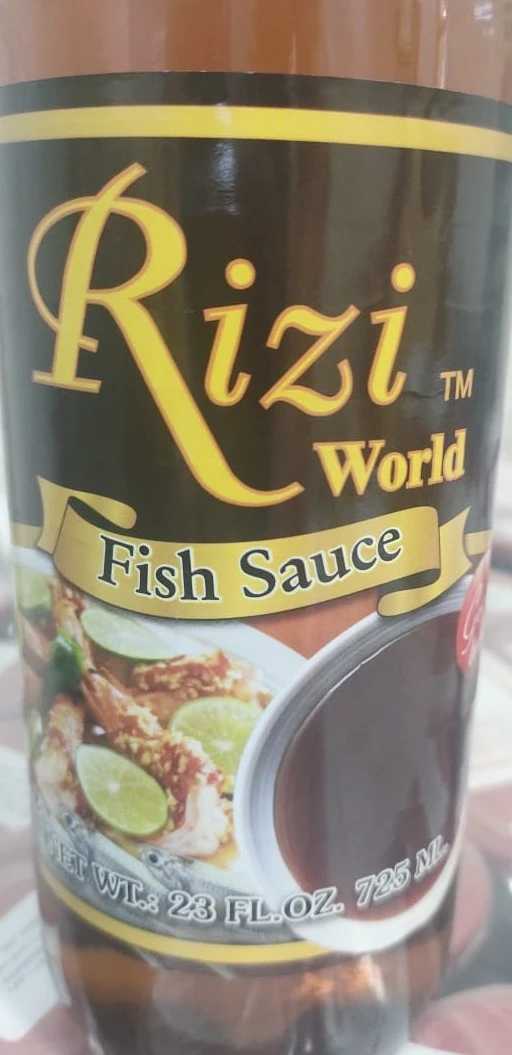 Rizi
TM
World
Fish Sauce
NET WT.: 23 FL.OZ. 725 ML.